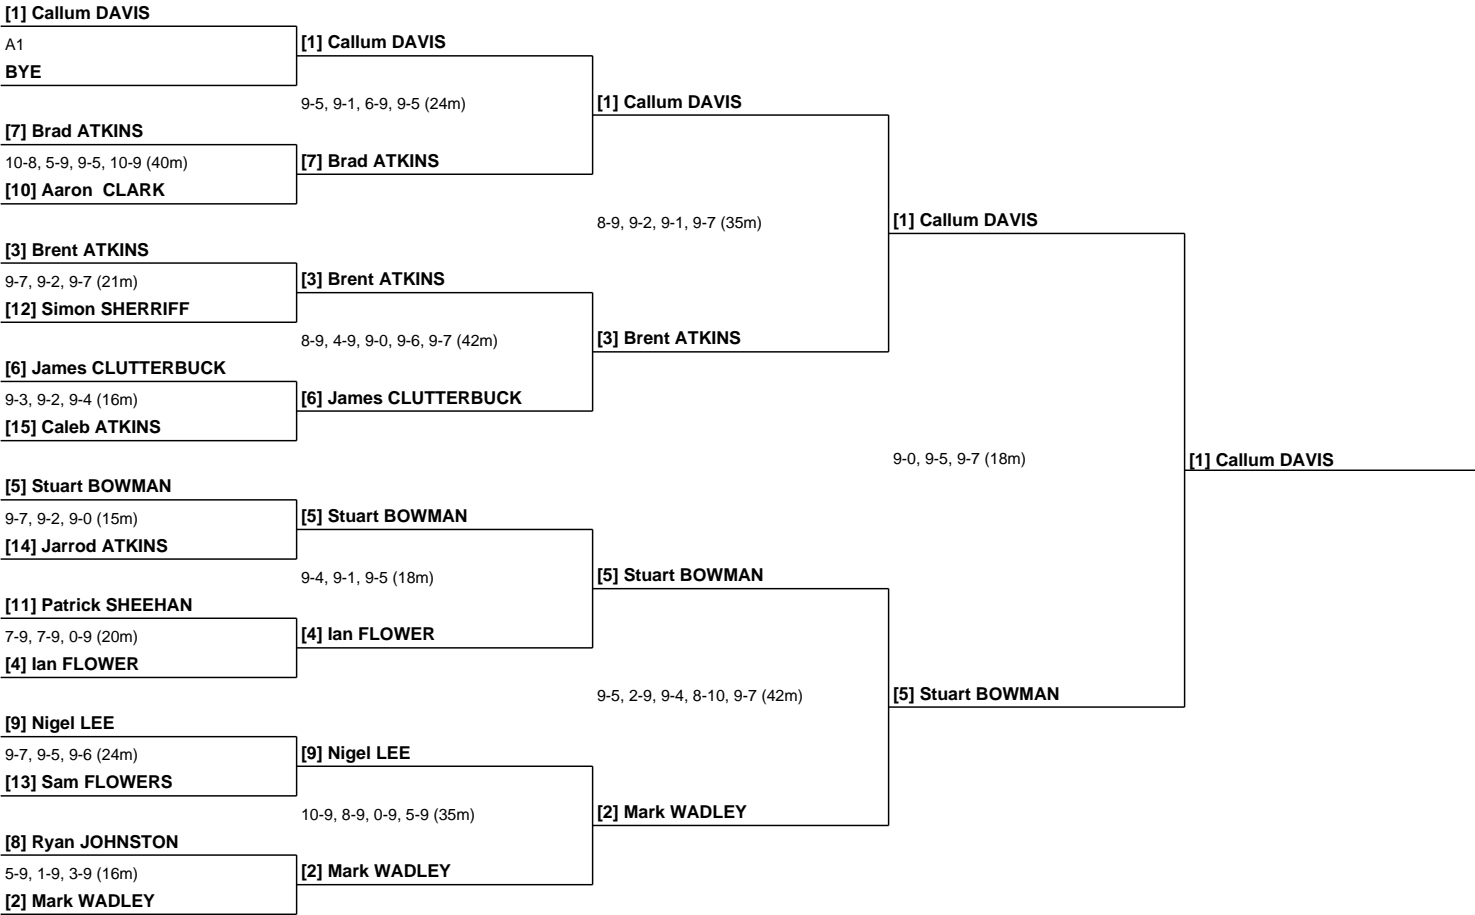 [1] Callum DAVIS
A1
BYE
[7] Brad ATKINS
10-8, 5-9, 9-5, 10-9 (40m)
[10] Aaron  CLARK
[3] Brent ATKINS
9-7, 9-2, 9-7 (21m)
[12] Simon SHERRIFF
[6] James CLUTTERBUCK
9-3, 9-2, 9-4 (16m)
[15] Caleb ATKINS
[5] Stuart BOWMAN
9-7, 9-2, 9-0 (15m)
[14] Jarrod ATKINS
[11] Patrick SHEEHAN
7-9, 7-9, 0-9 (20m)
[4] Ian FLOWER
[9] Nigel LEE
9-7, 9-5, 9-6 (24m)
[13] Sam FLOWERS
[8] Ryan JOHNSTON
5-9, 1-9, 3-9 (16m)
[2] Mark WADLEY
[1] Callum DAVIS
9-5, 9-1, 6-9, 9-5 (24m)
[7] Brad ATKINS
[3] Brent ATKINS
8-9, 4-9, 9-0, 9-6, 9-7 (42m)
[6] James CLUTTERBUCK
[5] Stuart BOWMAN
9-4, 9-1, 9-5 (18m)
[4] Ian FLOWER
[9] Nigel LEE
10-9, 8-9, 0-9, 5-9 (35m)
[2] Mark WADLEY
[1] Callum DAVIS
8-9, 9-2, 9-1, 9-7 (35m)
[3] Brent ATKINS
[5] Stuart BOWMAN
9-5, 2-9, 9-4, 8-10, 9-7 (42m)
[2] Mark WADLEY
[1] Callum DAVIS
9-0, 9-5, 9-7 (18m)
[5] Stuart BOWMAN
[1] Callum DAVIS